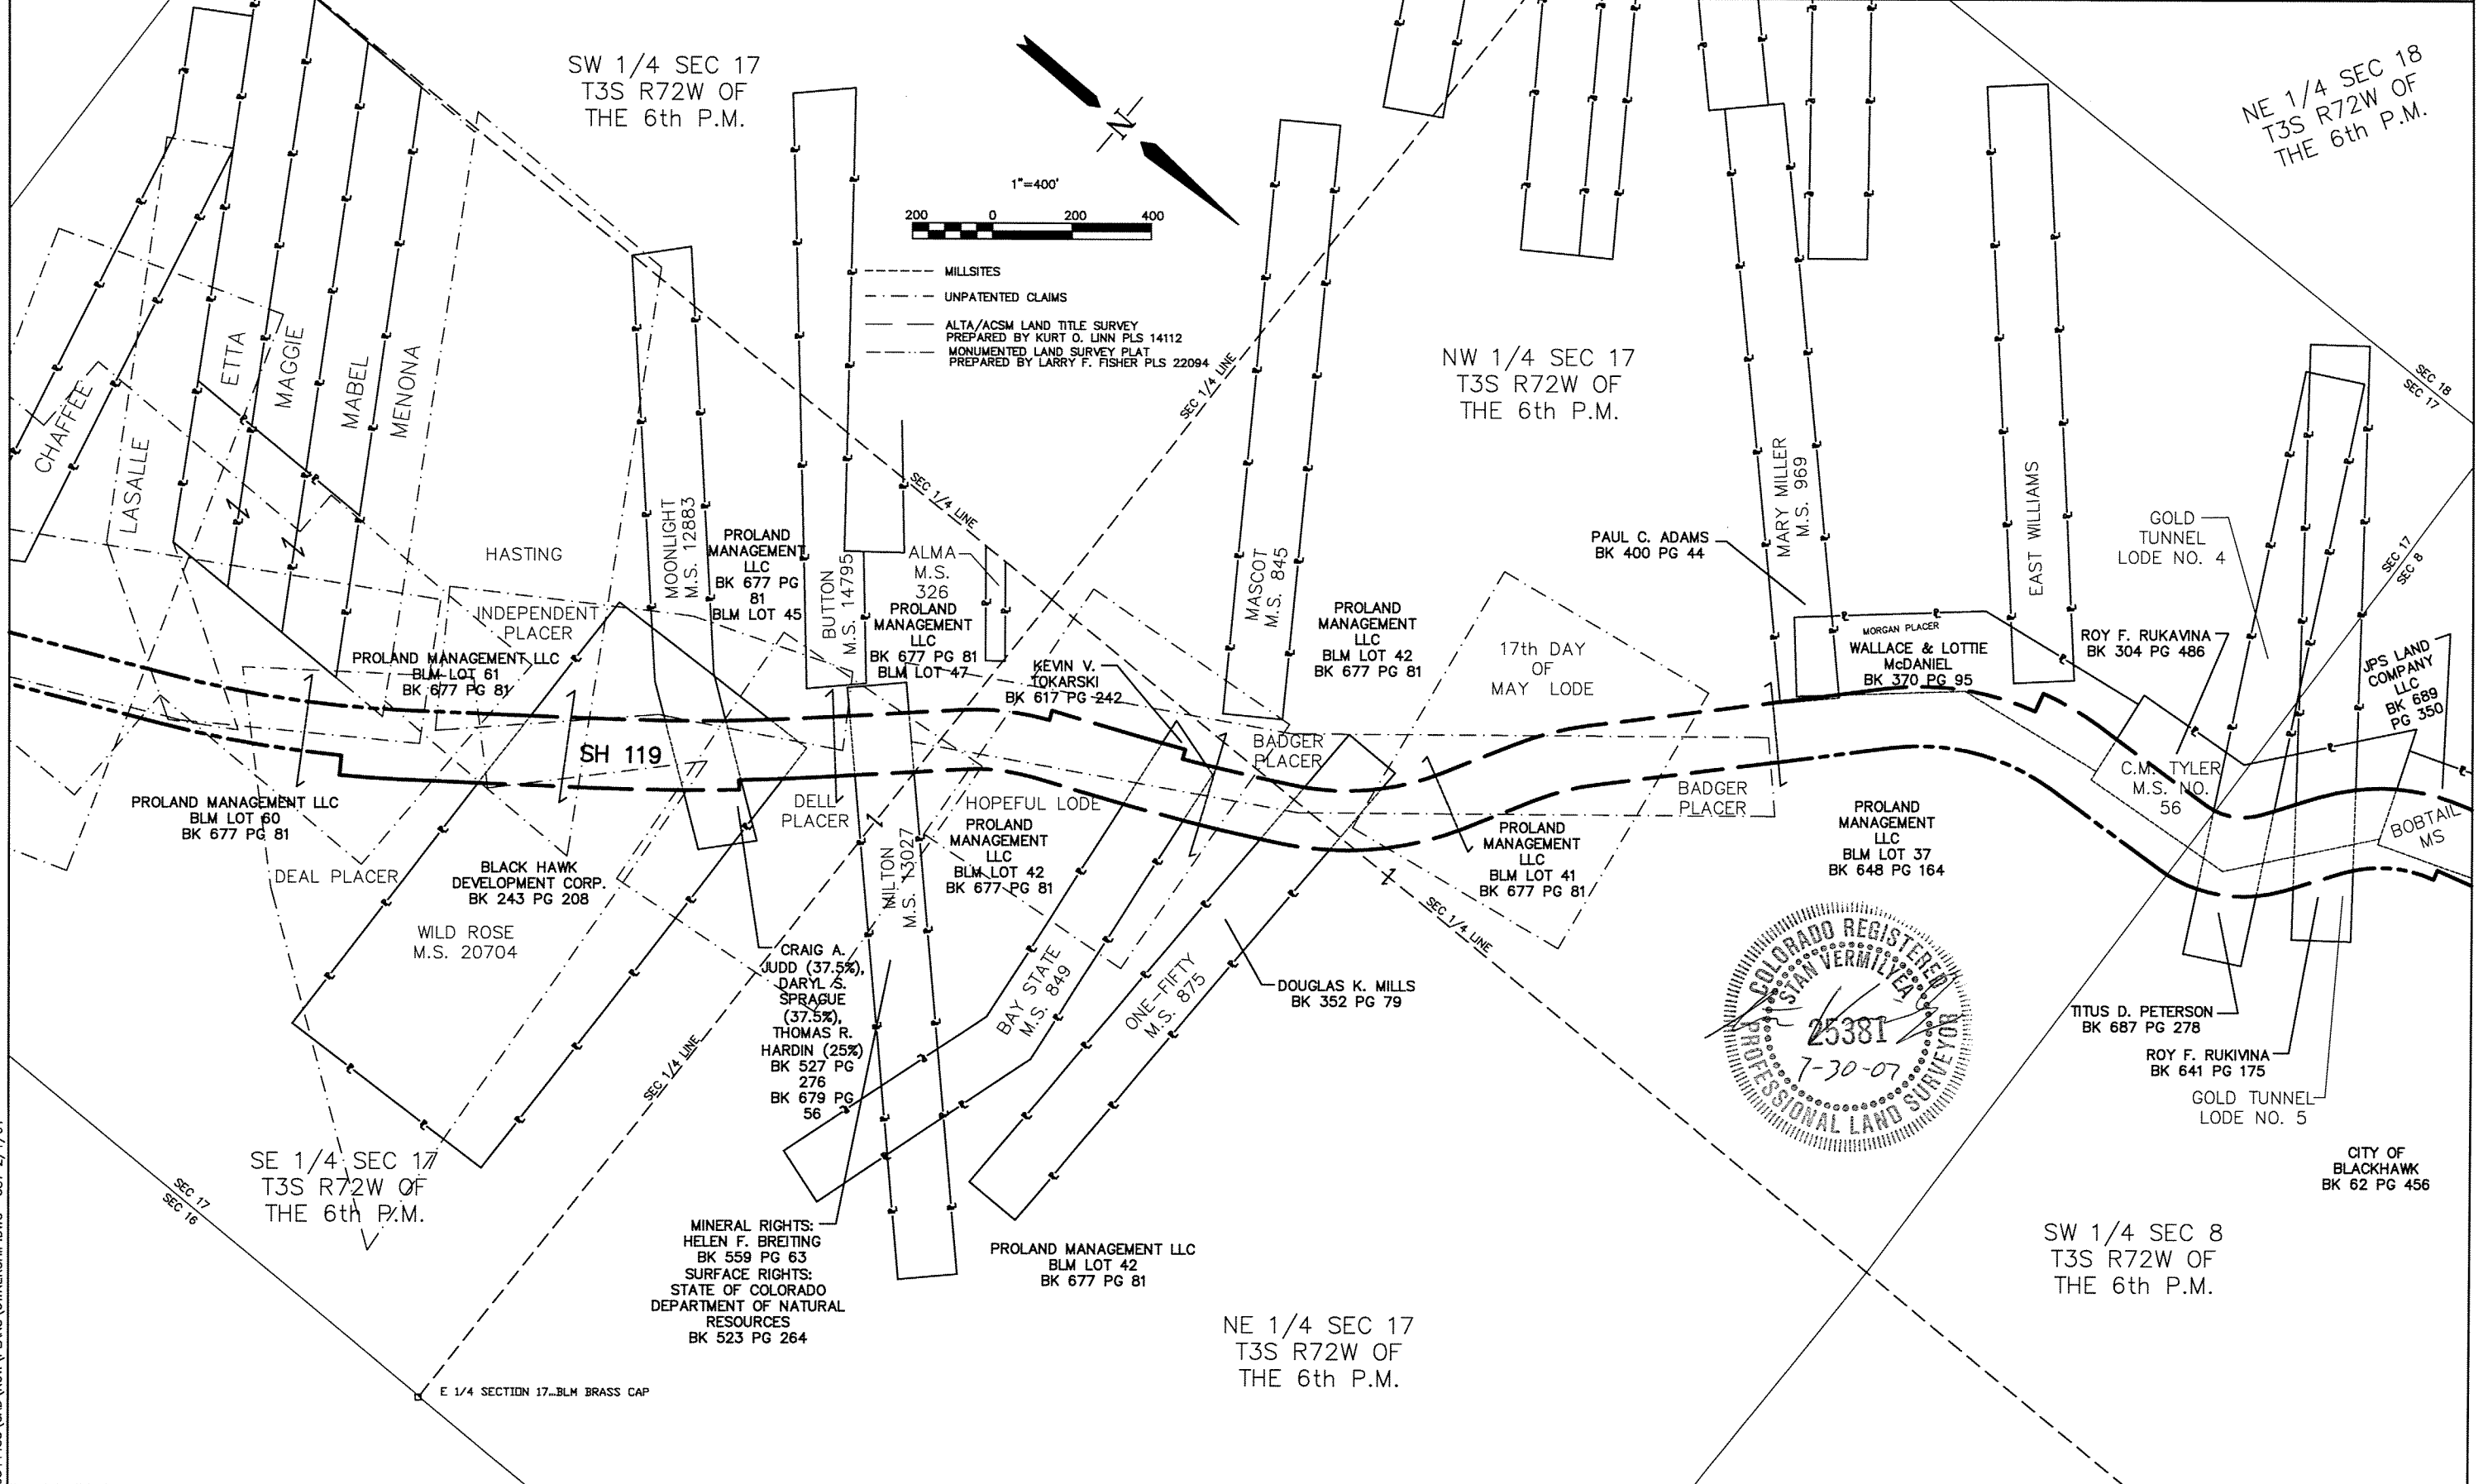 SW 1/4 SEC 17
T3S R72W OF
THE 6th P.M.
NE 1/4 SEC 18
T3S R72W OF
THE 6th P.M.
N
1"=400'
200 0 200 400
MILLSITES
UNPATENTED CLAIMS
ALTA/ACSM LAND TITLE SURVEY
PREPARED BY KURT O. LINN PLS 14112
MONUMENTED LAND SURVEY PLAT
PREPARED BY LARRY F. FISHER PLS 22094
SEC 1/4 LINE
NW 1/4 SEC 17
T3S R72W OF
THE 6th P.M.
SEC 18
SEC 17
CHAFFEE
LASALLE
ETTA
MAGGIE
MABEL
MENONA
HASTING
INDEPENDENT
PLACER
MOONLIGHT
M.S. 12883
PROLAND
MANAGEMENT
LLC
BK 677 PG
81
BLM LOT 45
BUTTON
M.S. 14795
SEC 1/4 LINE
ALMA
M.S.
326
PROLAND
MANAGEMENT
LLC
BK 677 PG 81
BLM LOT 47
KEVIN V.
TOKARSKI
BK 617 PG 242
MASCOT
M.S. 845
PROLAND
MANAGEMENT
LLC
BLM LOT 42
BK 677 PG 81
17th DAY
OF
MAY LODE
PAUL C. ADAMS
BK 400 PG 44
MARY MILLER
M.S. 969
EAST WILLIAMS
MORGAN PLACER
WALLACE & LOTTIE
McDANIEL
BK 370 PG 95
GOLD
TUNNEL
LODE NO. 4
SEC 17
SEC 8
ROY F. RUKAVINA
BK 304 PG 486
JPS LAND
COMPANY
LLC
BK 689
PG 350
PROLAND MANAGEMENT LLC
BLM LOT 61
BK 677 PG 81
SH 119
PROLAND MANAGEMENT LLC
BLM LOT 60
BK 677 PG 81
DEAL PLACER
BLACK HAWK
DEVELOPMENT CORP.
BK 243 PG 208
WILD ROSE
M.S. 20704
DELL
PLACER
MILTON
M.S. 13027
HOPEFUL LODE
PROLAND
MANAGEMENT
LLC
BLM LOT 42
BK 677 PG 81
BADGER
PLACER
BADGER
PLACER
PROLAND
MANAGEMENT
LLC
BLM LOT 41
BK 677 PG 81
PROLAND
MANAGEMENT
LLC
BLM LOT 37
BK 648 PG 164
C.M. TYLER
M.S. NO.
56
BOBTAIL
MS
CRAIG A.
JUDD (37.5%),
DARYL S.
SPRAGUE
(37.5%),
THOMAS R.
HARDIN (25%)
BK 527 PG
276
BK 679 PG
56
BAY STATE
M.S. 849
ONE-FIFTY
M.S. 875
DOUGLAS K. MILLS
BK 352 PG 79
SEC 1/4 LINE
SEC 1/4 LINE
COLORADO REGISTERED
STAN VERMILYEA
25381
7-30-07
PROFESSIONAL LAND SURVEYOR
TITUS D. PETERSON
BK 687 PG 278
ROY F. RUKIVINA
BK 641 PG 175
GOLD TUNNEL
LODE NO. 5
CITY OF
BLACKHAWK
BK 62 PG 456
SE 1/4 SEC 17
T3S R72W OF
THE 6th P.M.
SEC 17
SEC 16
MINERAL RIGHTS:
HELEN F. BREITING
BK 559 PG 63
SURFACE RIGHTS:
STATE OF COLORADO
DEPARTMENT OF NATURAL
RESOURCES
BK 523 PG 264
PROLAND MANAGEMENT LLC
BLM LOT 42
BK 677 PG 81
SW 1/4 SEC 8
T3S R72W OF
THE 6th P.M.
NE 1/4 SEC 17
T3S R72W OF
THE 6th P.M.
E 1/4 SECTION 17...BLM BRASS CAP